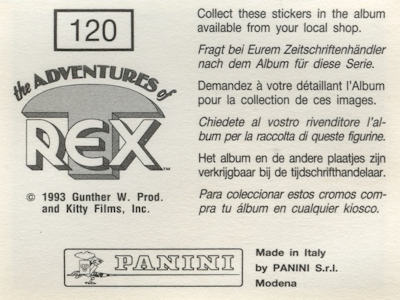 120
the ADVENTURES of
T
REX™
© 1993 Gunther W. Prod.
and Kitty Films, Inc.
Collect these stickers in the album
available from your local shop.
Fragt bei Eurem Zeitschriftenhändler
nach dem Album für diese Serie.
Demandez à votre détaillant l'Album
pour la collection de ces images.
Chiedete al vostro rivenditore l'al-
bum per la raccolta di queste figurine.
Het album en de andere plaatjes zijn
verkrijgbaar bij de tijdschrifthandelaar.
Para coleccionar estos cromos com-
pra tu álbum en cualquier kiosco.
PANINI
Made in Italy
by PANINI S.r.l.
Modena